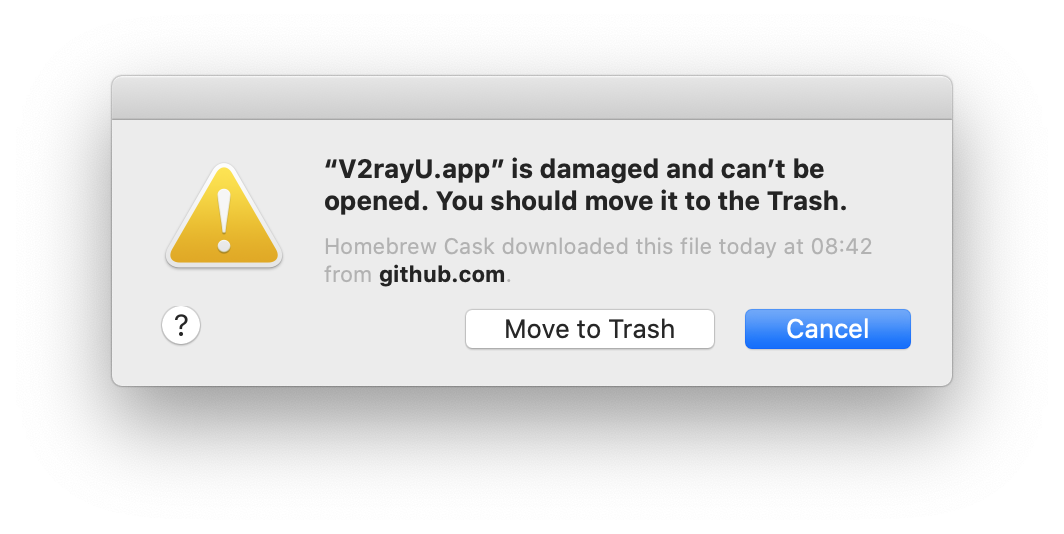 “V2rayU.app” is damaged and can’t be
opened. You should move it to the Trash.
Homebrew Cask downloaded this file today at 08:42
from github.com.
?
Move to Trash
Cancel